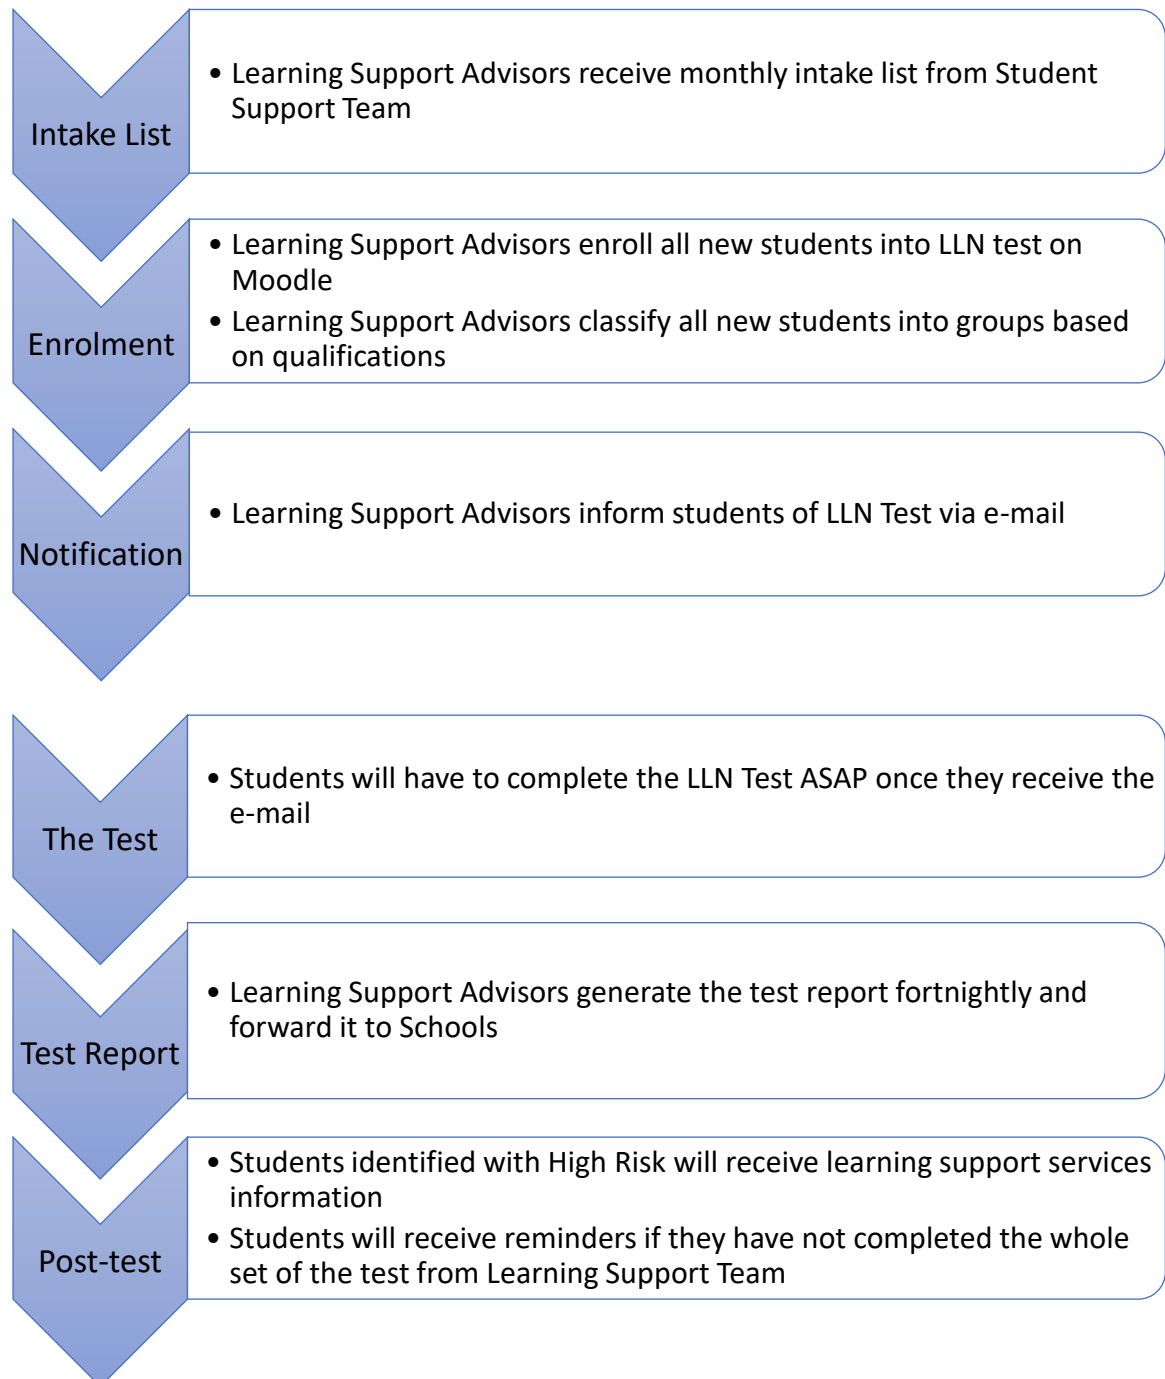 Intake List
• Learning Support Advisors receive monthly intake list from Student
Support Team
Enrolment
• Learning Support Advisors enroll all new students into LLN test on
Moodle
• Learning Support Advisors classify all new students into groups based
on qualifications
Notification
• Learning Support Advisors inform students of LLN Test via e-mail
The Test
• Students will have to complete the LLN Test ASAP once they receive the
e-mail
Test Report
• Learning Support Advisors generate the test report fortnightly and
forward it to Schools
Post-test
• Students identified with High Risk will receive learning support services
information
• Students will receive reminders if they have not completed the whole
set of the test from Learning Support Team